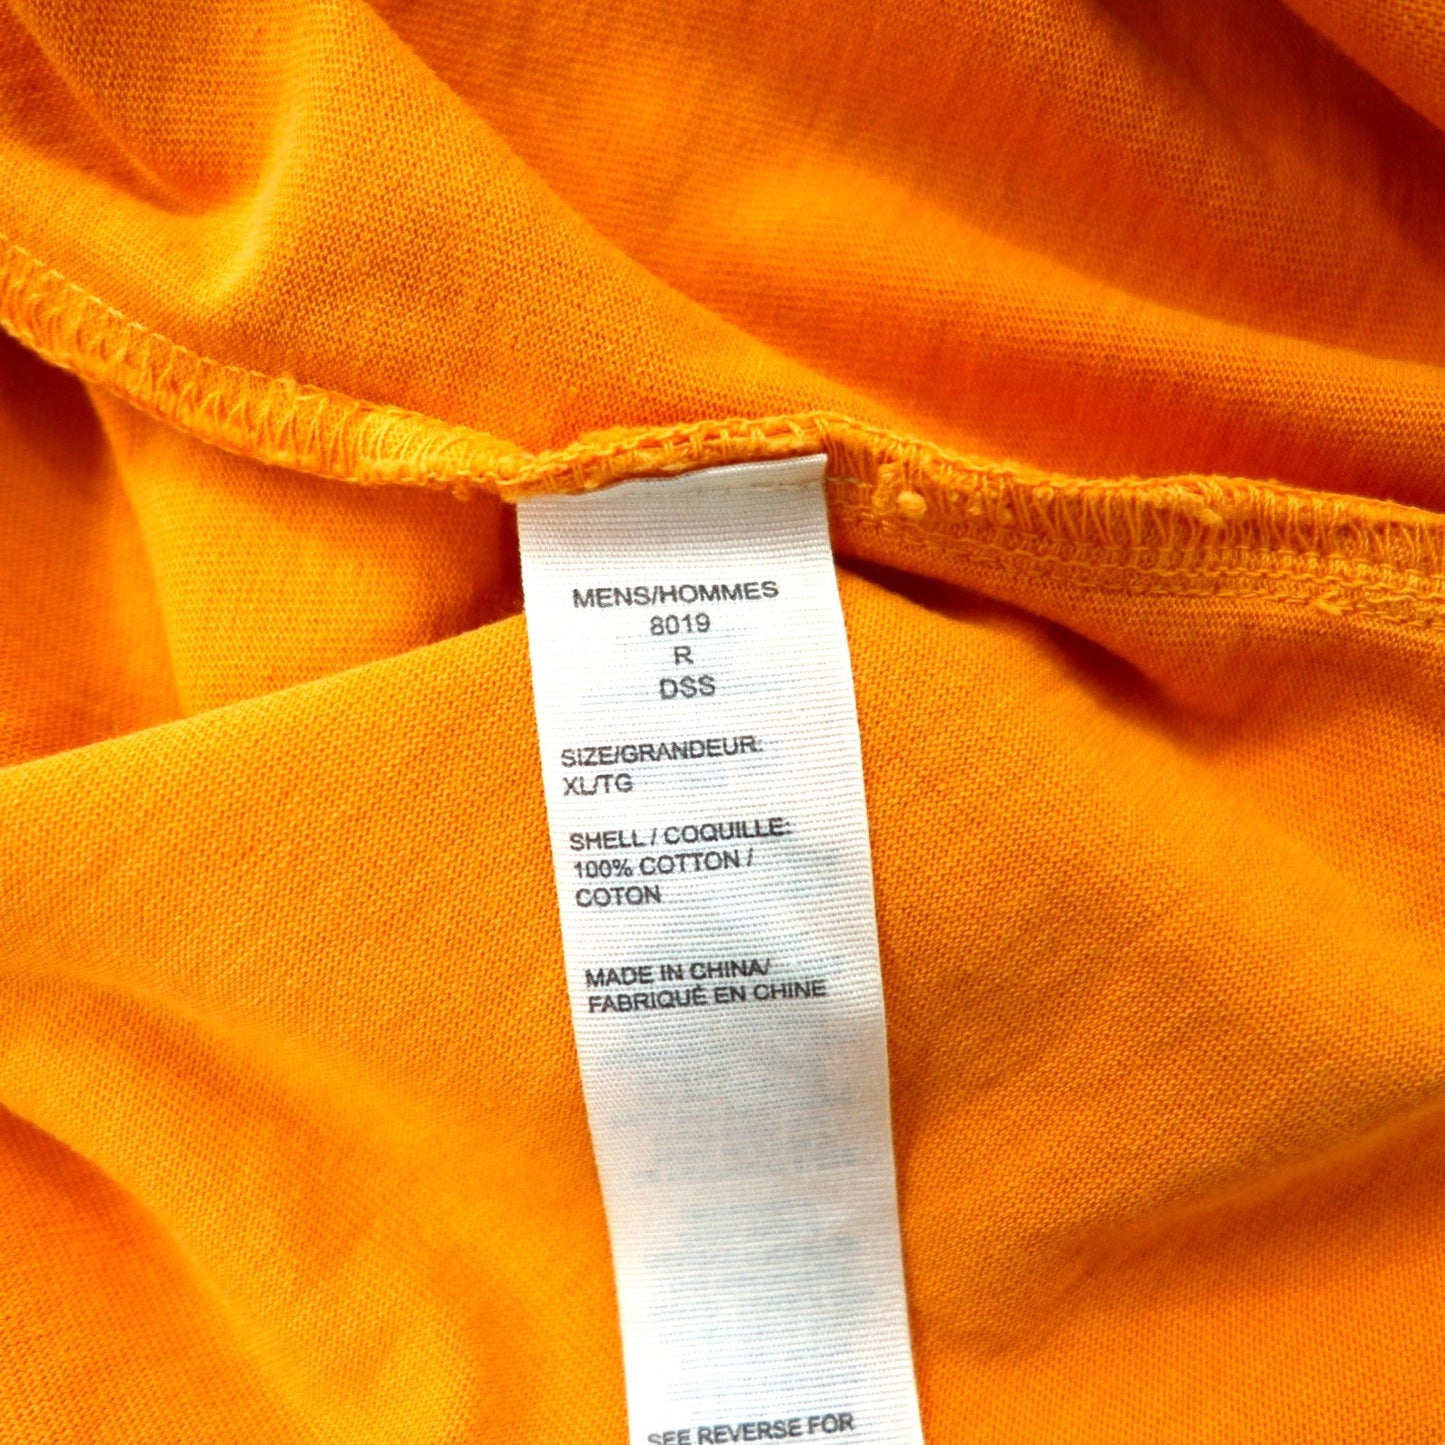 MENS/HOMMES
8019
R
DSS
SIZE/GRANDEUR:
XL/TG
SHELL / COQUILLE:
100% COTTON /
COTON
MADE IN CHINA/
FABRIQUÉ EN CHINE
SEE REVERSE FOR